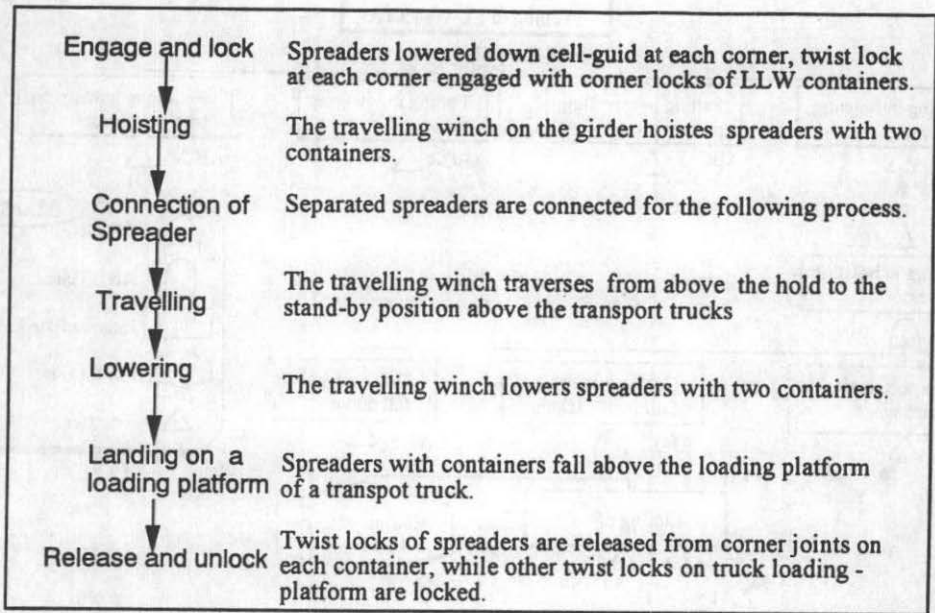 Engage and lock
Spreaders lowered down cell-guid at each corner, twist lock
at each corner engaged with corner locks of LLW containers.
Hoisting
The travelling winch on the girder hoistes spreaders with two
containers.
Connection of
Spreader
Separated spreaders are connected for the following process.
Travelling
The travelling winch traverses from above the hold to the
stand-by position above the transport trucks
Lowering
The travelling winch lowers spreaders with two containers.
Landing on a
loading platform
Spreaders with containers fall above the loading platform
of a transpot truck.
Release and unlock
Twist locks of spreaders are released from corner joints on
each container, while other twist locks on truck loading -
platform are locked.